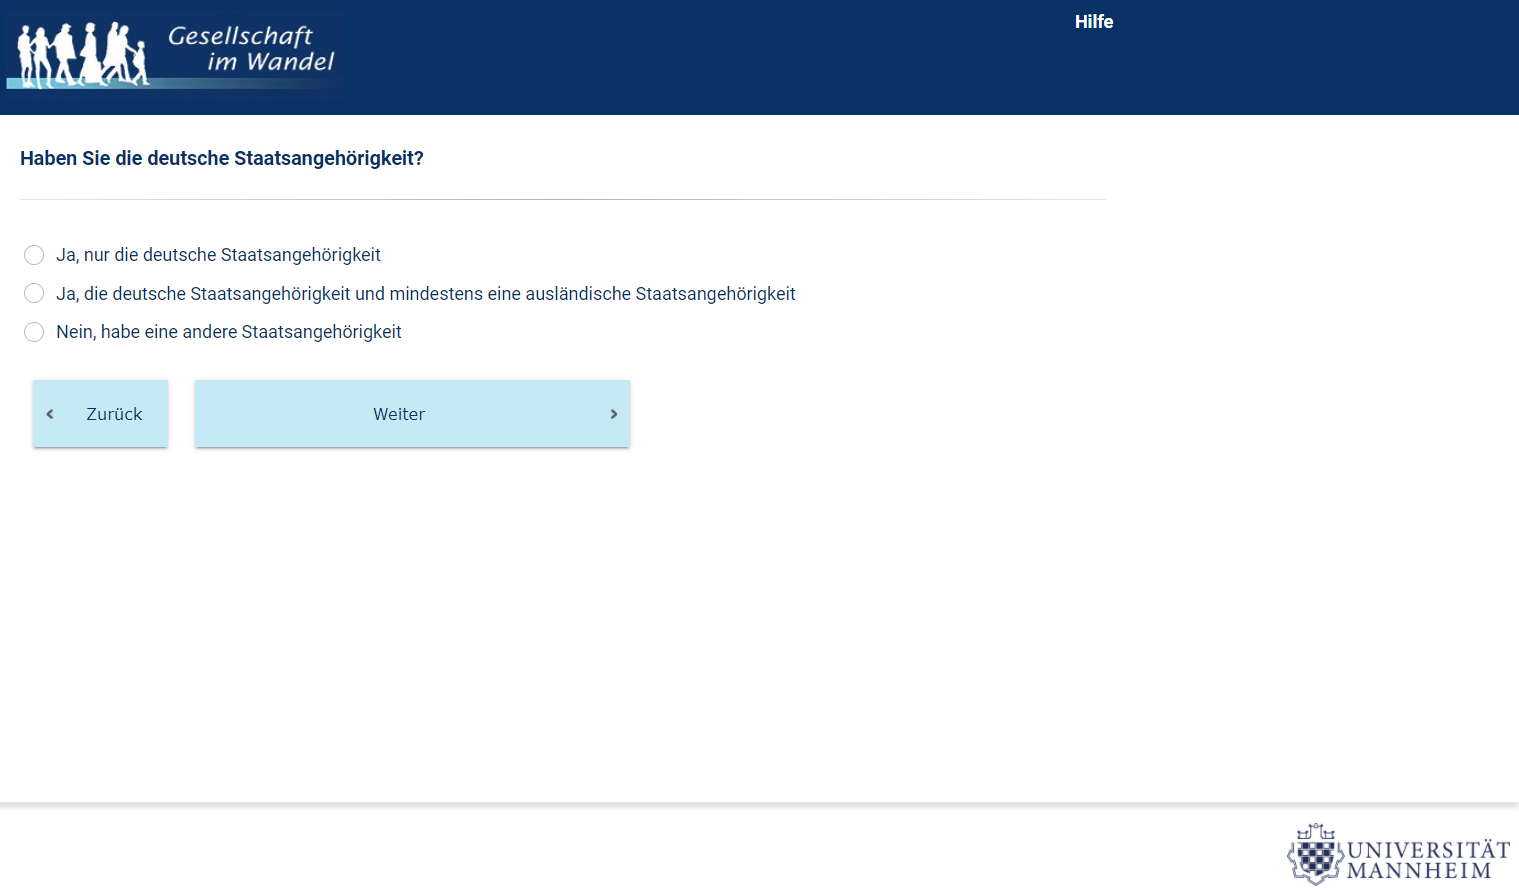 Gesellschaft
im Wandel
Hilfe
Haben Sie die deutsche Staatsangehörigkeit?
Ja, nur die deutsche Staatsangehörigkeit
Ja, die deutsche Staatsangehörigkeit und mindestens eine ausländische Staatsangehörigkeit
Nein, habe eine andere Staatsangehörigkeit
Zurück
Weiter
UNIVERSITÄT
MANNHEIM